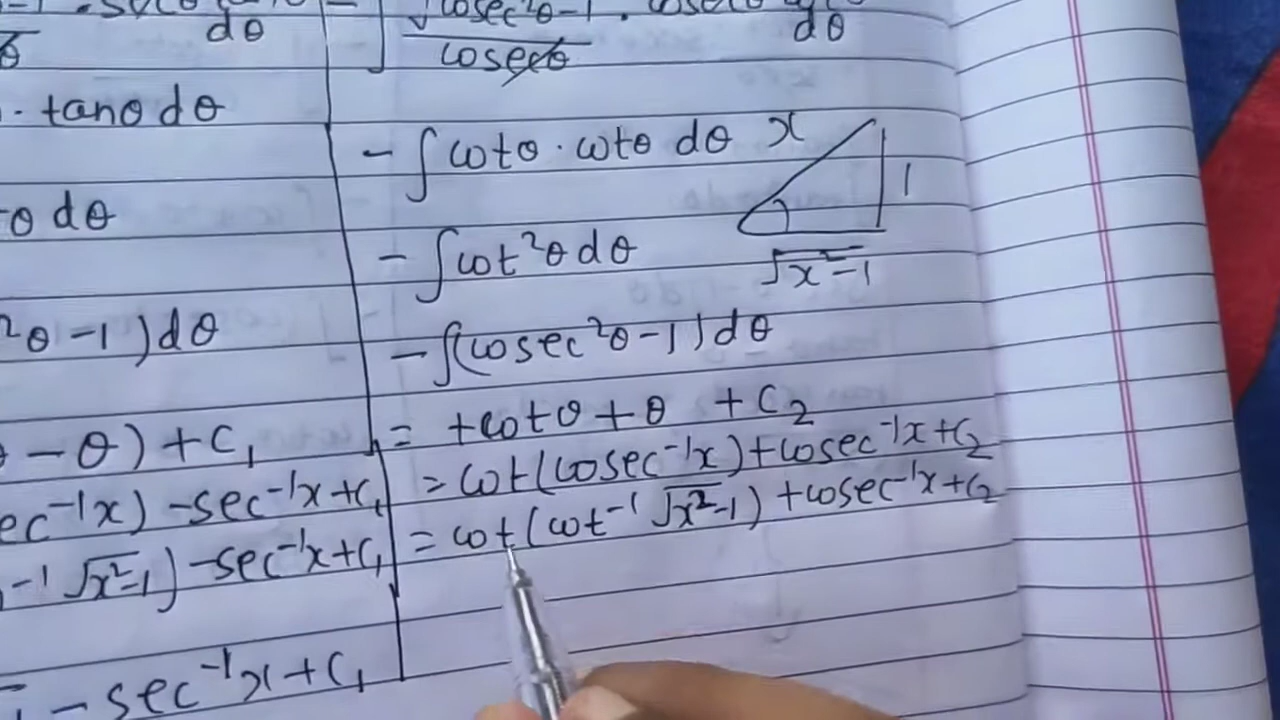 dθ
. tanθ dθ
θ dθ
²θ - 1) dθ
- θ) + C₁
ec⁻¹x) - sec⁻¹x + C₁
⁻¹ √x²-1) - sec⁻¹x + C₁
- sec⁻¹x + C₁
- ∫ √cosec²θ-1 .
cosecθ
dθ
- ∫ cotθ · cotθ dθ
x
1
√x²-1
- ∫ cot²θ dθ
- ∫(cosec²θ-1) dθ
= +cotθ + θ + C₂
= cot(cosec⁻¹x) + cosec⁻¹x + C₂
= cot(cot⁻¹ √x²-1) + cosec⁻¹x + C₂